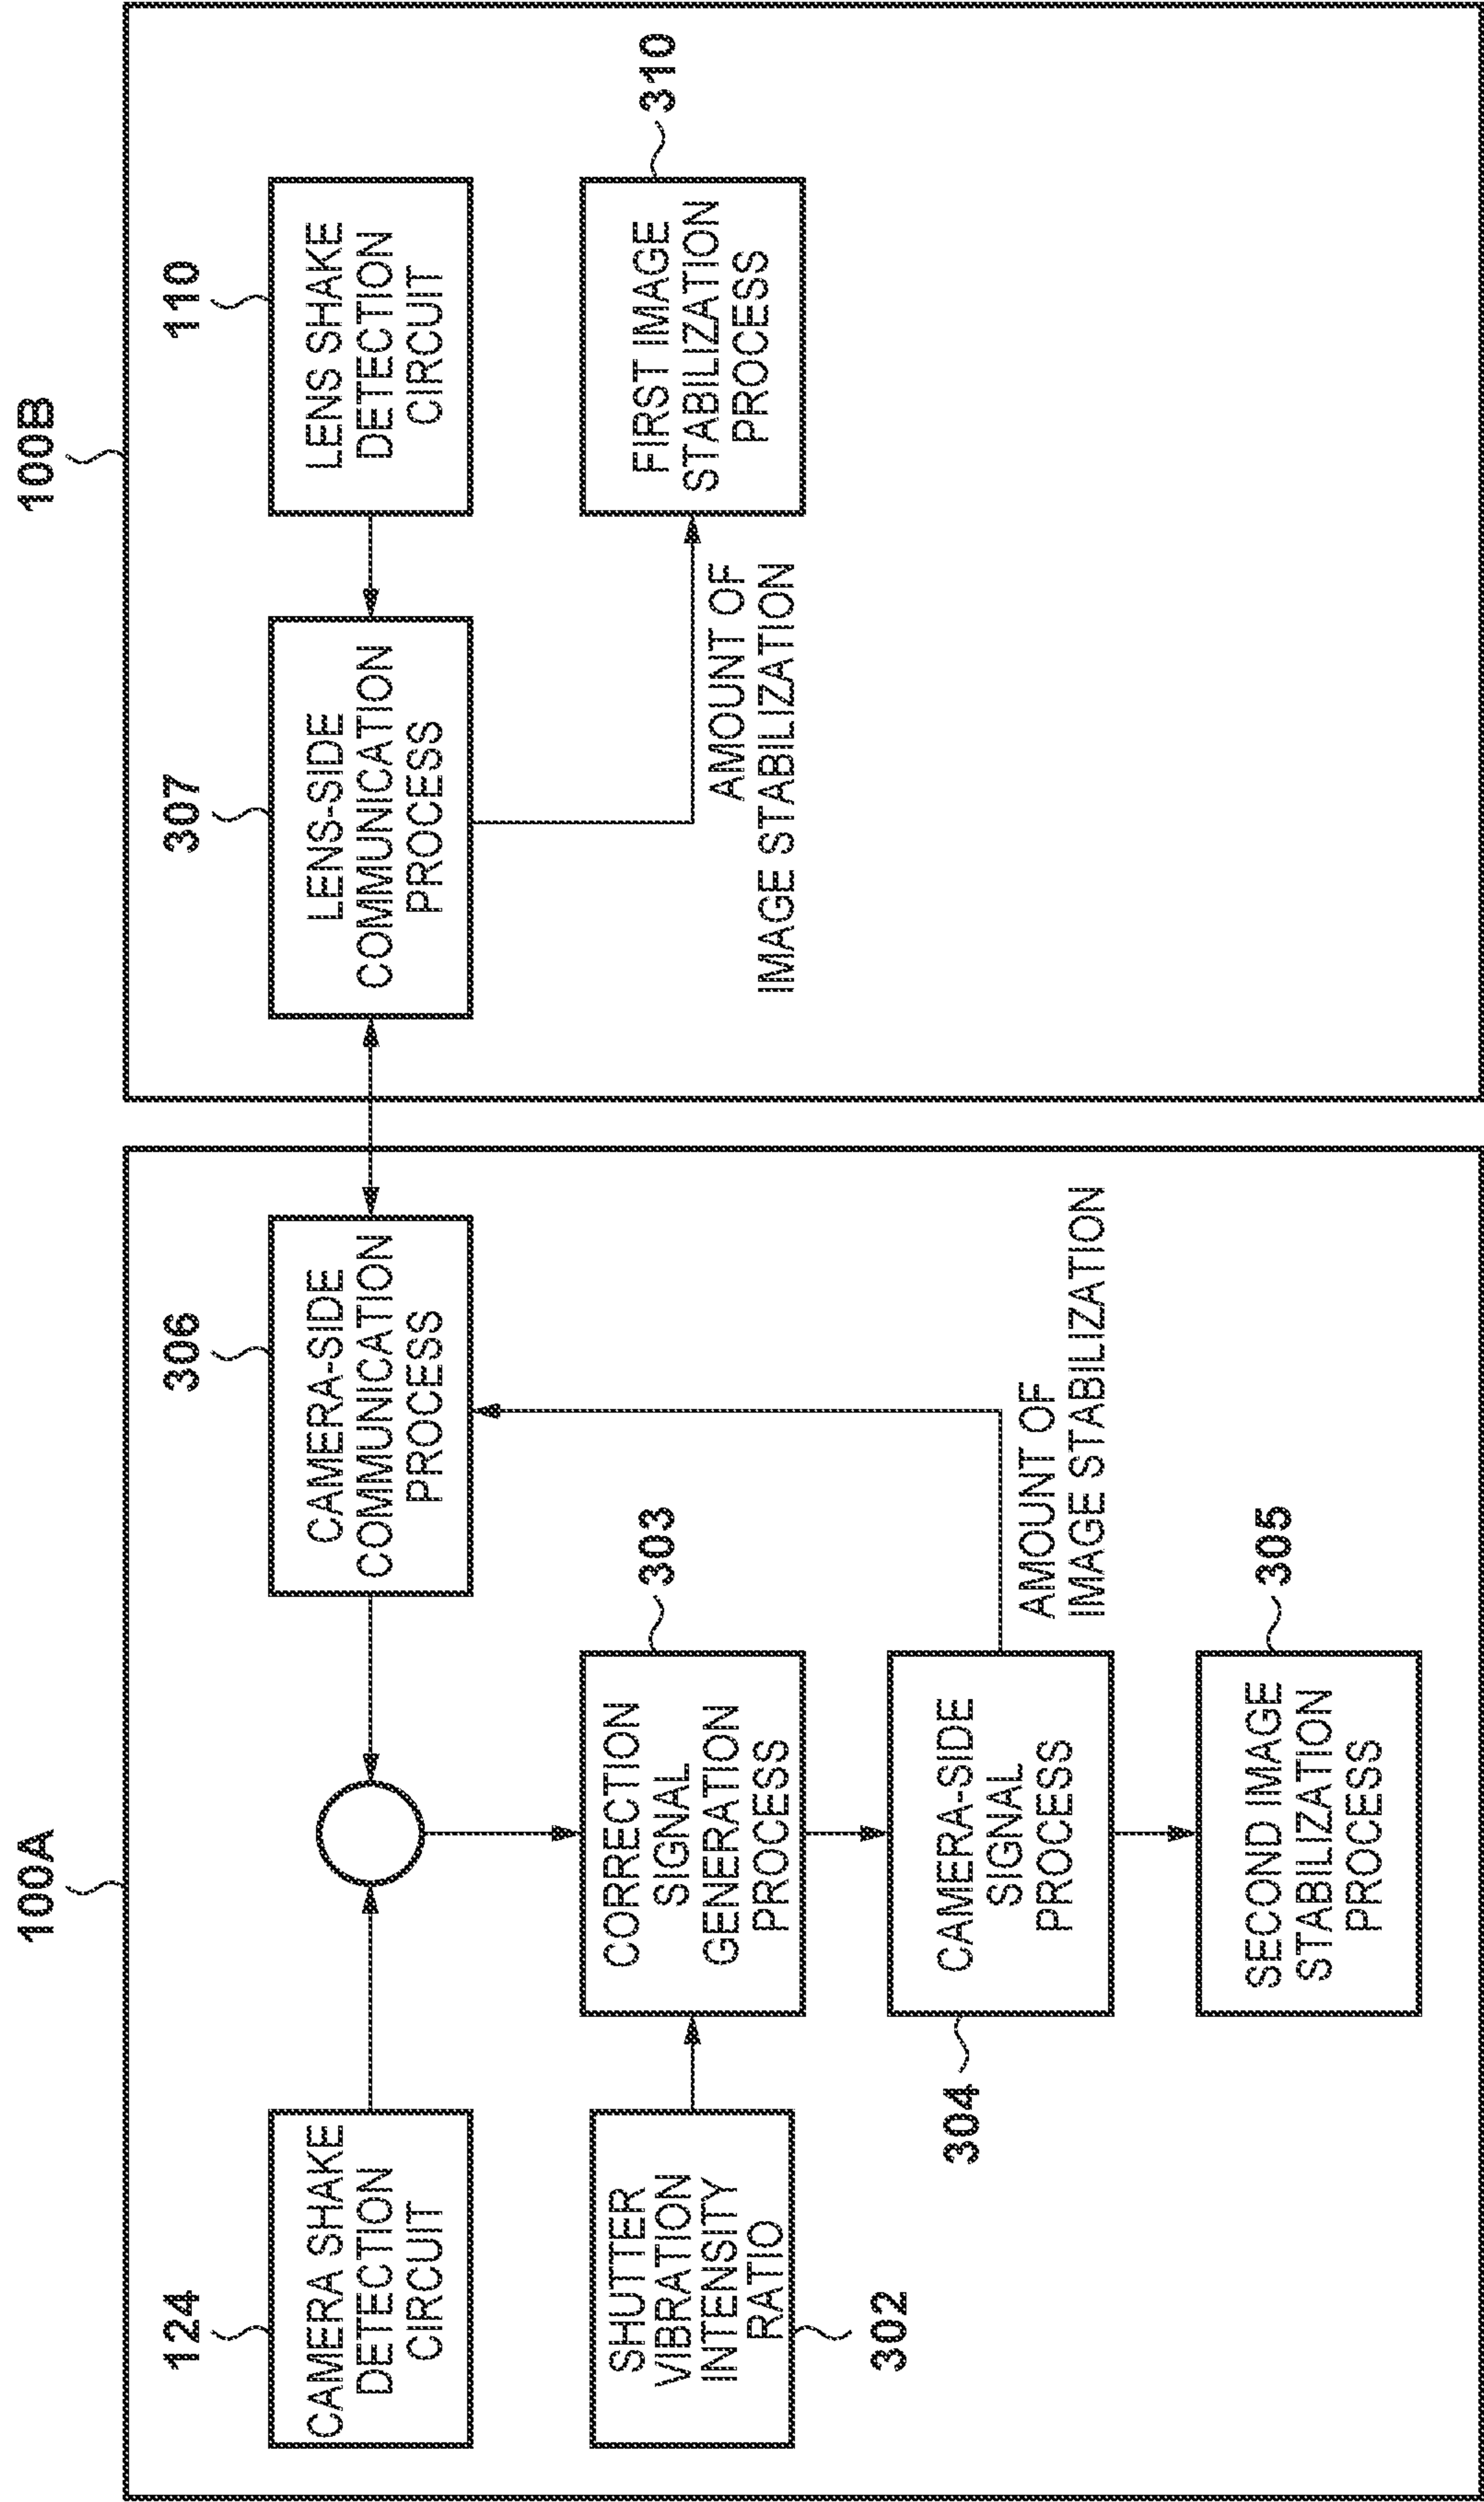 100A
100B
124
CAMERA SHAKE
DETECTION
CIRCUIT
306
CAMERA-SIDE
COMMUNICATION
PROCESS
307
LENS-SIDE
COMMUNICATION
PROCESS
110
LENS SHAKE
DETECTION
CIRCUIT
SHUTTER
VIBRATION
INTENSITY
RATIO
302
303
CORRECTION
SIGNAL
GENERATION
PROCESS
310
FIRST IMAGE
STABILIZATION
PROCESS
AMOUNT OF
IMAGE STABILIZATION
304
CAMERA-SIDE
SIGNAL
PROCESS
AMOUNT OF
IMAGE STABILIZATION
305
SECOND IMAGE
STABILIZATION
PROCESS